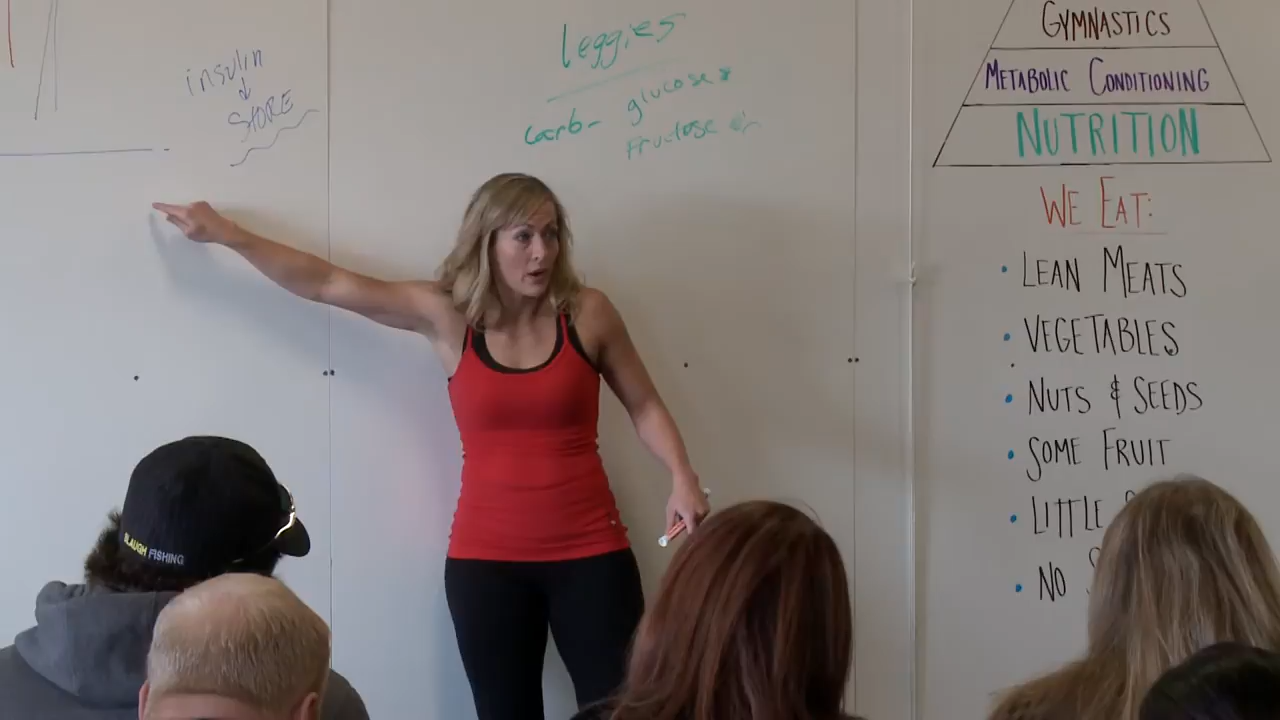 insulin
STORE
leggies
carb- glucose
fructose
GYMNASTICS
METABOLIC CONDITIONING
NUTRITION
WE EAT:
• LEAN MEATS
• VEGETABLES
• NUTS & SEEDS
• SOME FRUIT
• LITTLE
• NO
BLAUGH FISHING